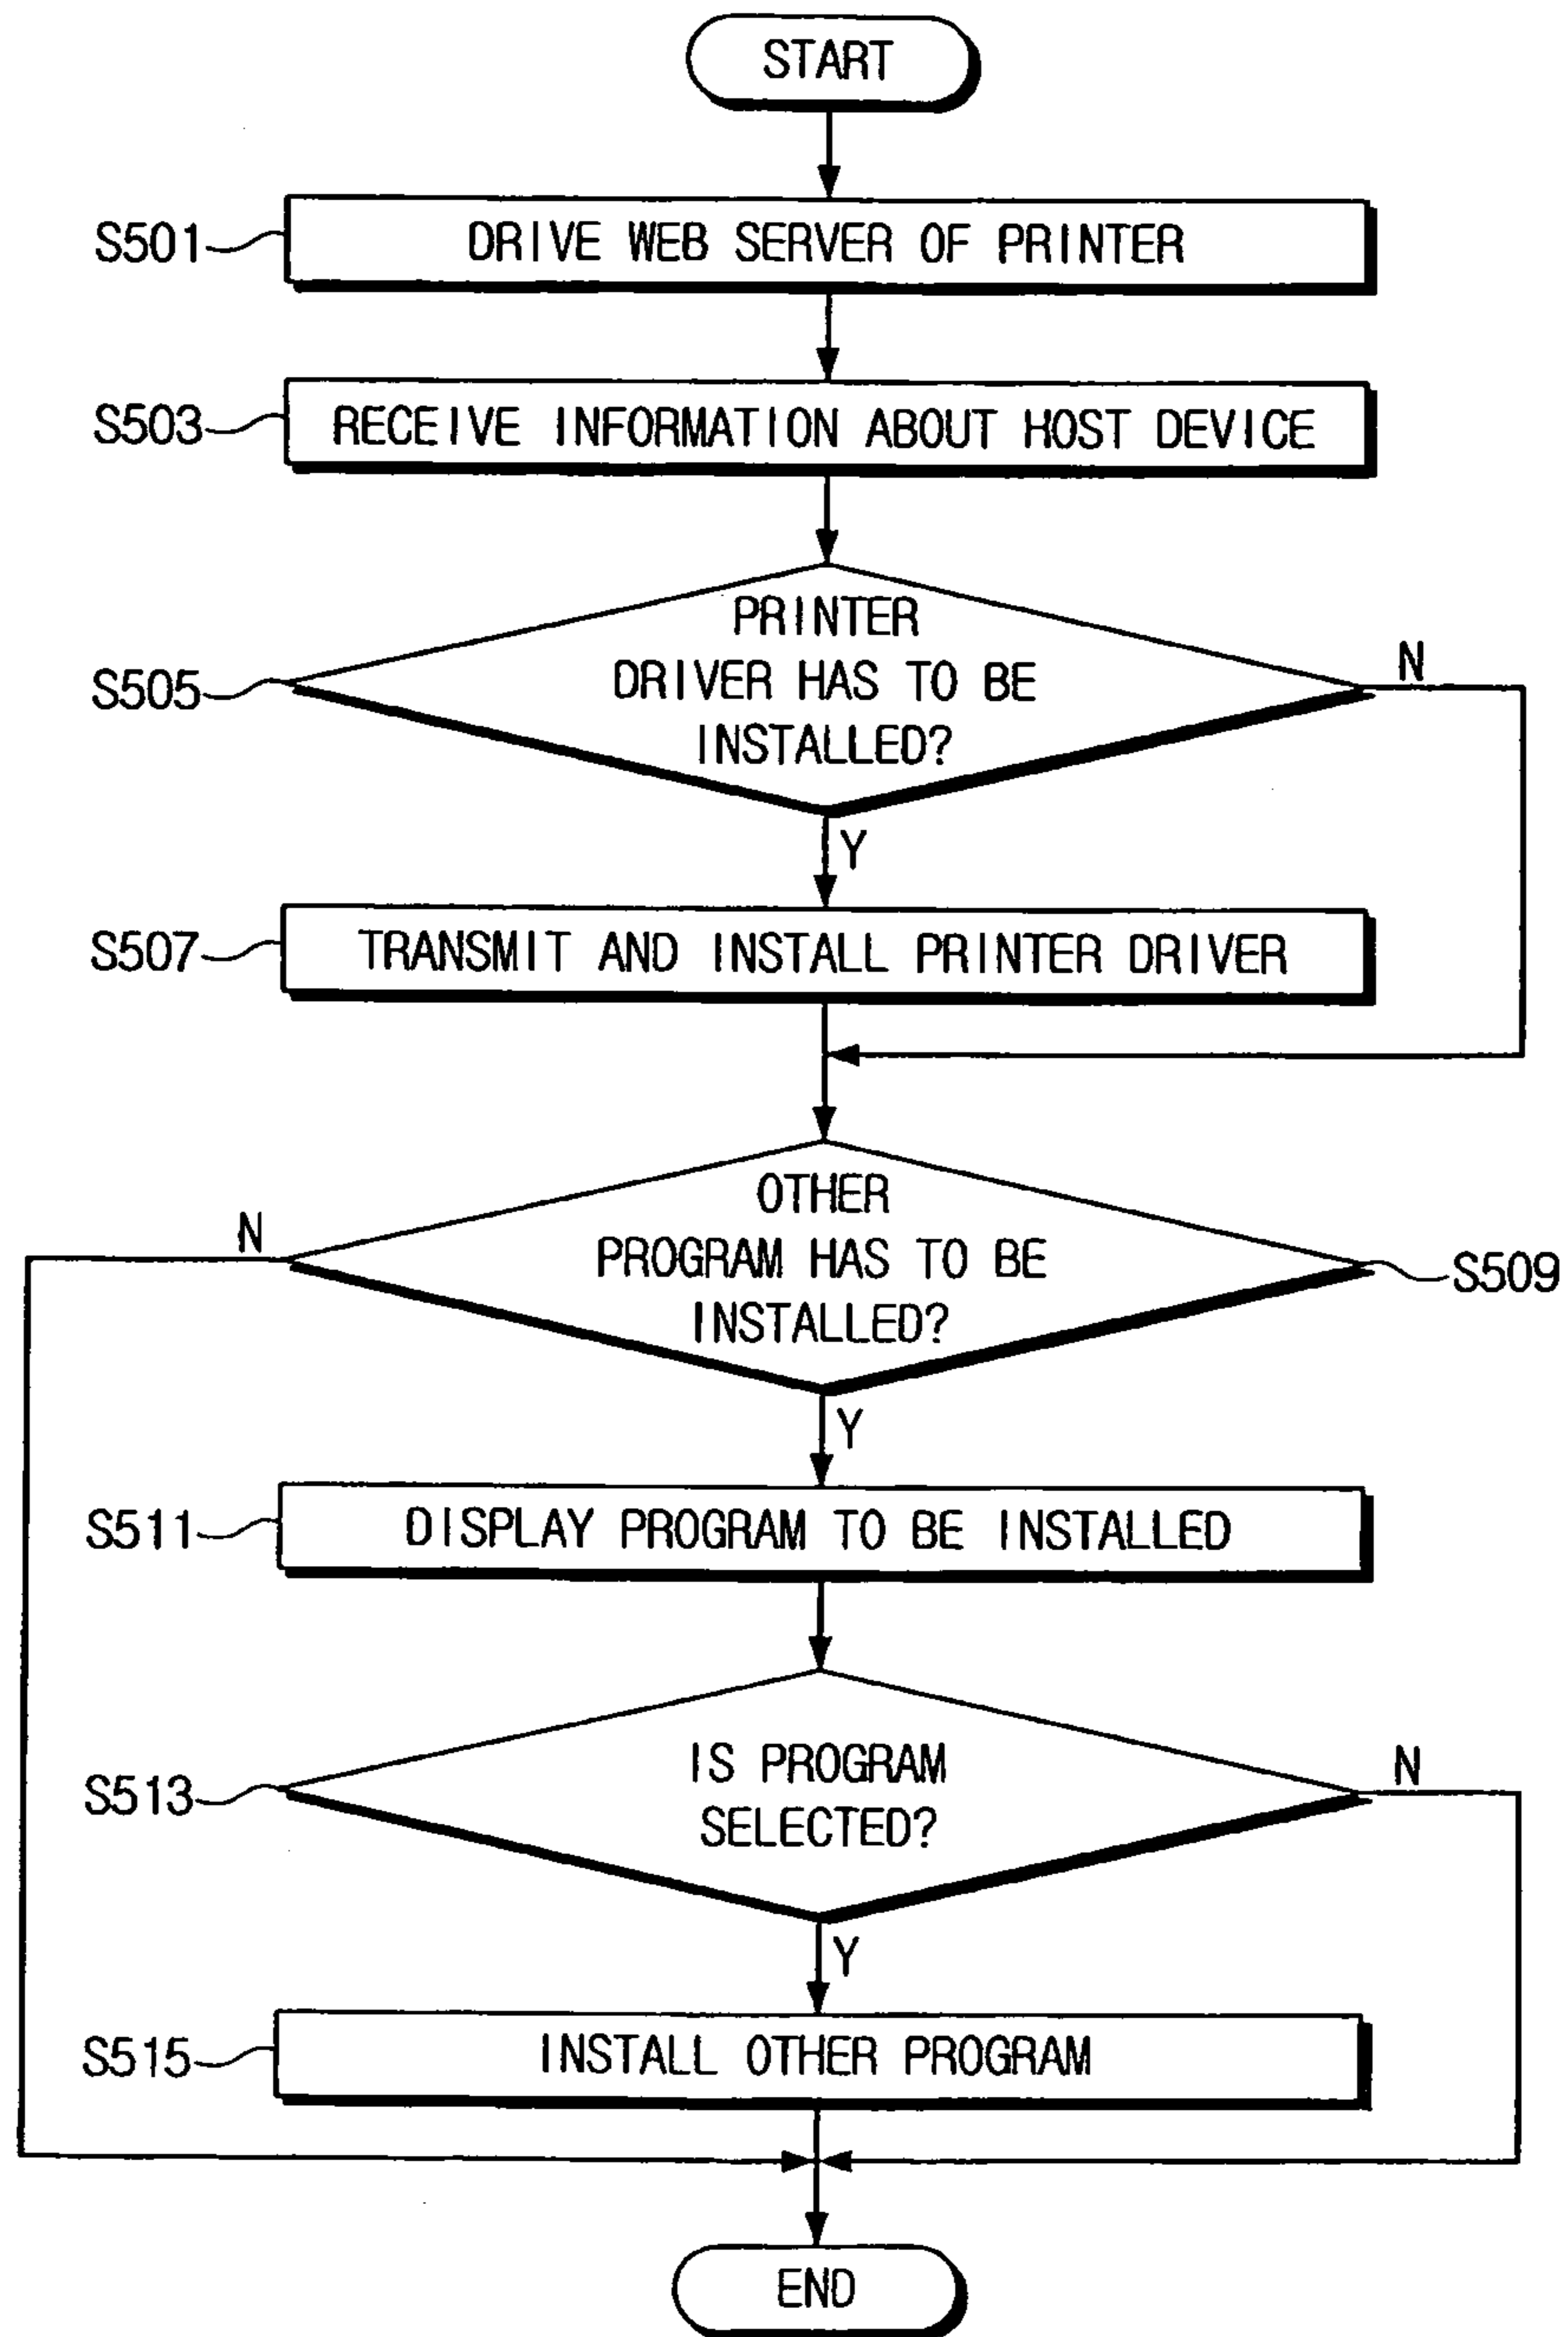 START
S501
DRIVE WEB SERVER OF PRINTER
S503
RECEIVE INFORMATION ABOUT HOST DEVICE
PRINTER
DRIVER HAS TO BE
INSTALLED?
S505
N
Y
S507
TRANSMIT AND INSTALL PRINTER DRIVER
OTHER
PROGRAM HAS TO BE
INSTALLED?
N
S509
Y
S511
DISPLAY PROGRAM TO BE INSTALLED
IS PROGRAM
SELECTED?
S513
N
Y
S515
INSTALL OTHER PROGRAM
END